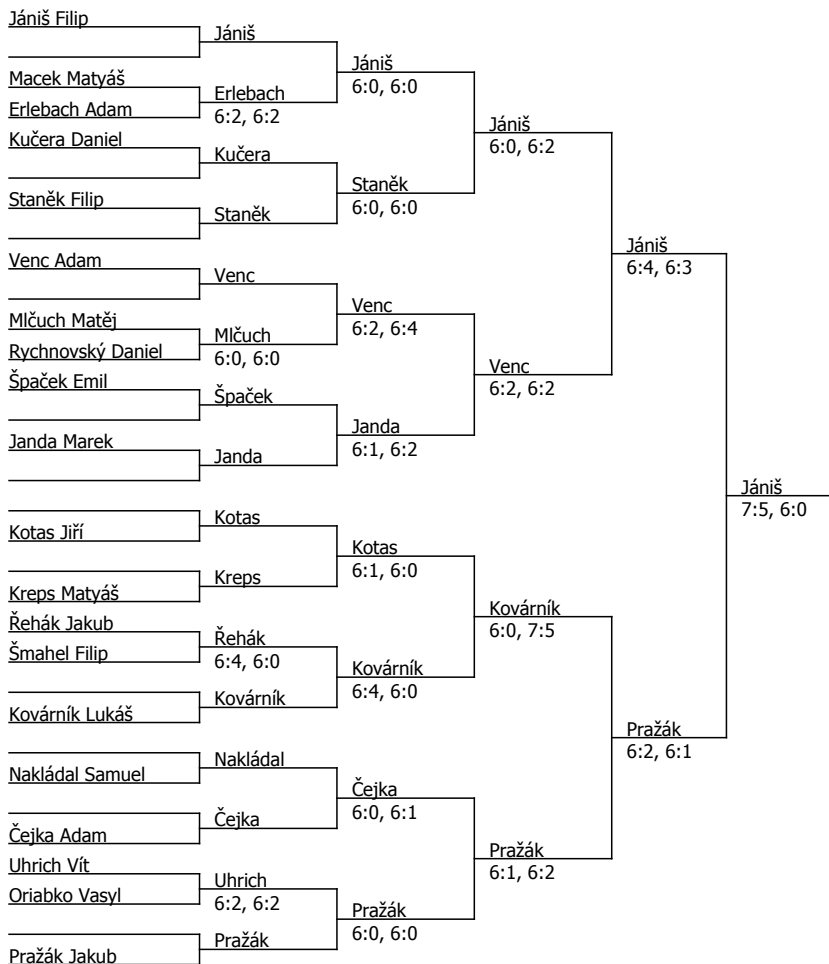 Jániš Filip
Jániš
Jániš
6:0, 6:0
Macek Matyáš
Erlebach
6:2, 6:2
Erlebach Adam
Jániš
6:0, 6:2
Kučera Daniel
Kučera
Staněk
6:0, 6:0
Staněk Filip
Staněk
Jániš
6:4, 6:3
Venc Adam
Venc
Venc
6:2, 6:4
Mlčuch Matěj
Mlčuch
6:0, 6:0
Rychnovský Daniel
Venc
6:2, 6:2
Špaček Emil
Špaček
Janda
6:1, 6:2
Janda Marek
Janda
Jániš
7:5, 6:0
Kotas
Kotas Jiří
Kotas
6:1, 6:0
Kreps
Kreps Matyáš
Kovárník
6:0, 7:5
Řehák Jakub
Řehák
6:4, 6:0
Šmahel Filip
Kovárník
6:4, 6:0
Kovárník
Kovárník Lukáš
Pražák
6:2, 6:1
Nakládal
Nakládal Samuel
Čejka
6:0, 6:1
Čejka
Čejka Adam
Pražák
6:1, 6:2
Uhrich Vít
Uhrich
6:2, 6:2
Oriabko Vasyl
Pražák
6:0, 6:0
Pražák
Pražák Jakub